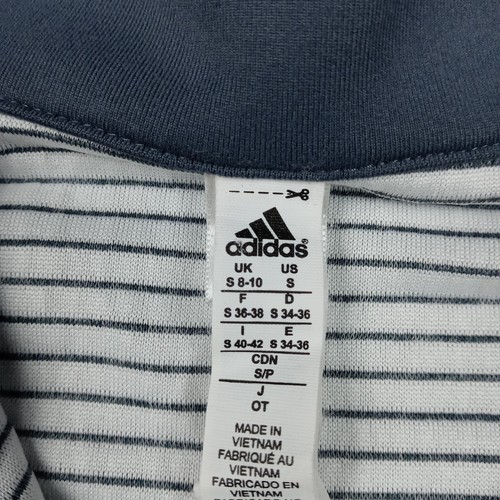 adidas®
UK US
S 8-10 S
F D
S 36-38 S 34-36
I E
S 40-42 S 34-36
CDN
S/P
J
OT
MADE IN
VIETNAM
FABRIQUÉ AU
VIETNAM
FABRICADO EN
VIETNAM